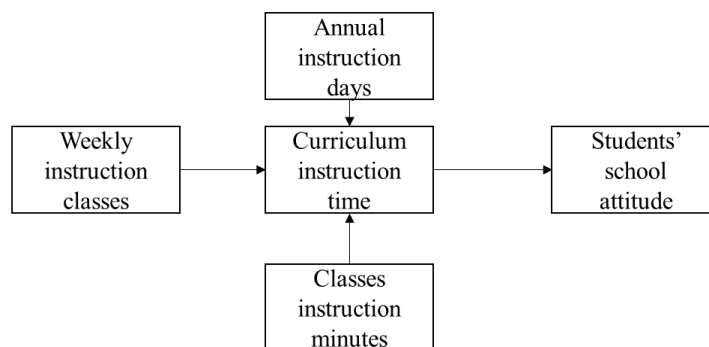 Annual
instruction
days
Weekly
instruction
classes
Curriculum
instruction
time
Students’
school
attitude
Classes
instruction
minutes